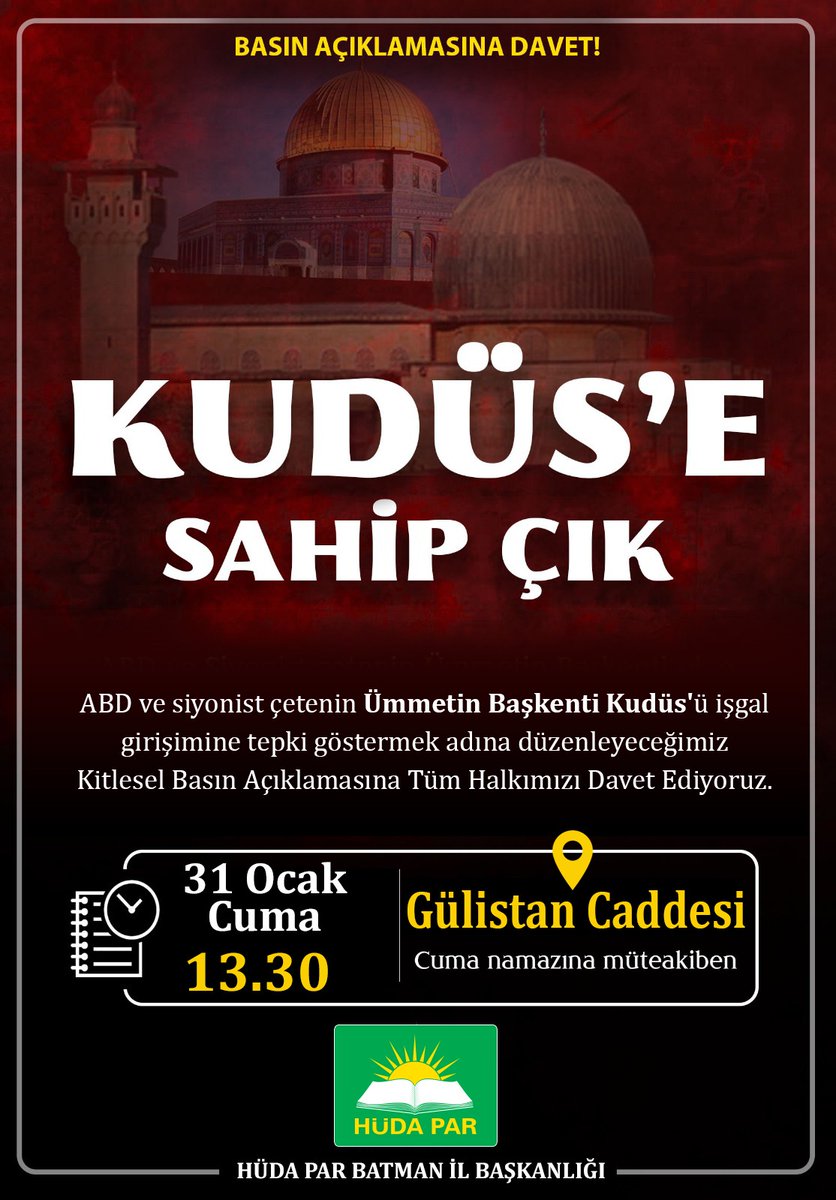 BASIN AÇIKLAMASINA DAVET!
KUDÜS'E
SAHİP ÇIK
ABD ve siyonist çetenin Ümmetin Başkenti Kudüs'ü işgal
girişimine tepki göstermek adına düzenleyeceğimiz
Kitlesel Basın Açıklamasına Tüm Halkımızı Davet Ediyoruz.
31 Ocak
Cuma
13.30
Gülistan Caddesi
Cuma namazına müteakiben
HÜDA PAR
HÜDA PAR BATMAN İL BAŞKANLIĞI